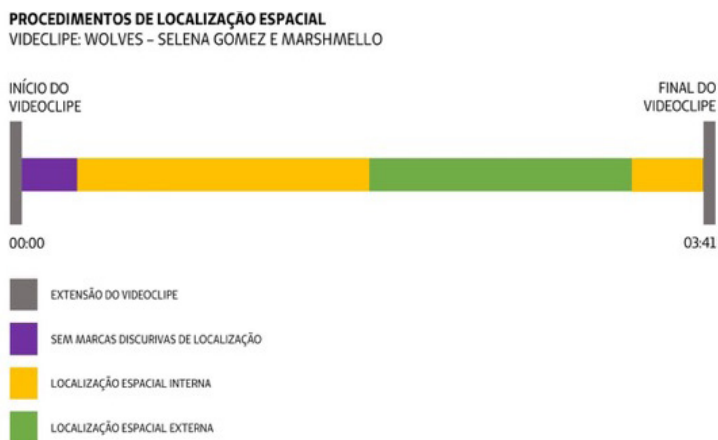 PROCEDIMENTOS DE LOCALIZAÇÃO ESPACIAL
VIDECLIPE: WOLVES – SELENA GOMEZ E MARSHMELLO
INÍCIO DO
VIDEOCLIPE
FINAL DO
VIDEOCLIPE
00:00
03:41
EXTENSÃO DO VIDEOCLIPE
SEM MARCAS DISCURIVAS DE LOCALIZAÇÃO
LOCALIZAÇÃO ESPACIAL INTERNA
LOCALIZAÇÃO ESPACIAL EXTERNA